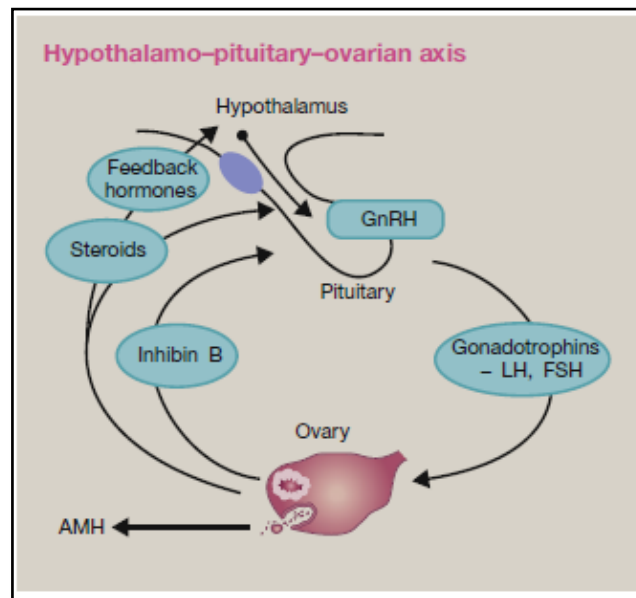 Hypothalamo–pituitary–ovarian axis
Hypothalamus
Feedback
hormones
GnRH
Steroids
Pituitary
Inhibin B
Gonadotrophins
– LH, FSH
Ovary
AMH